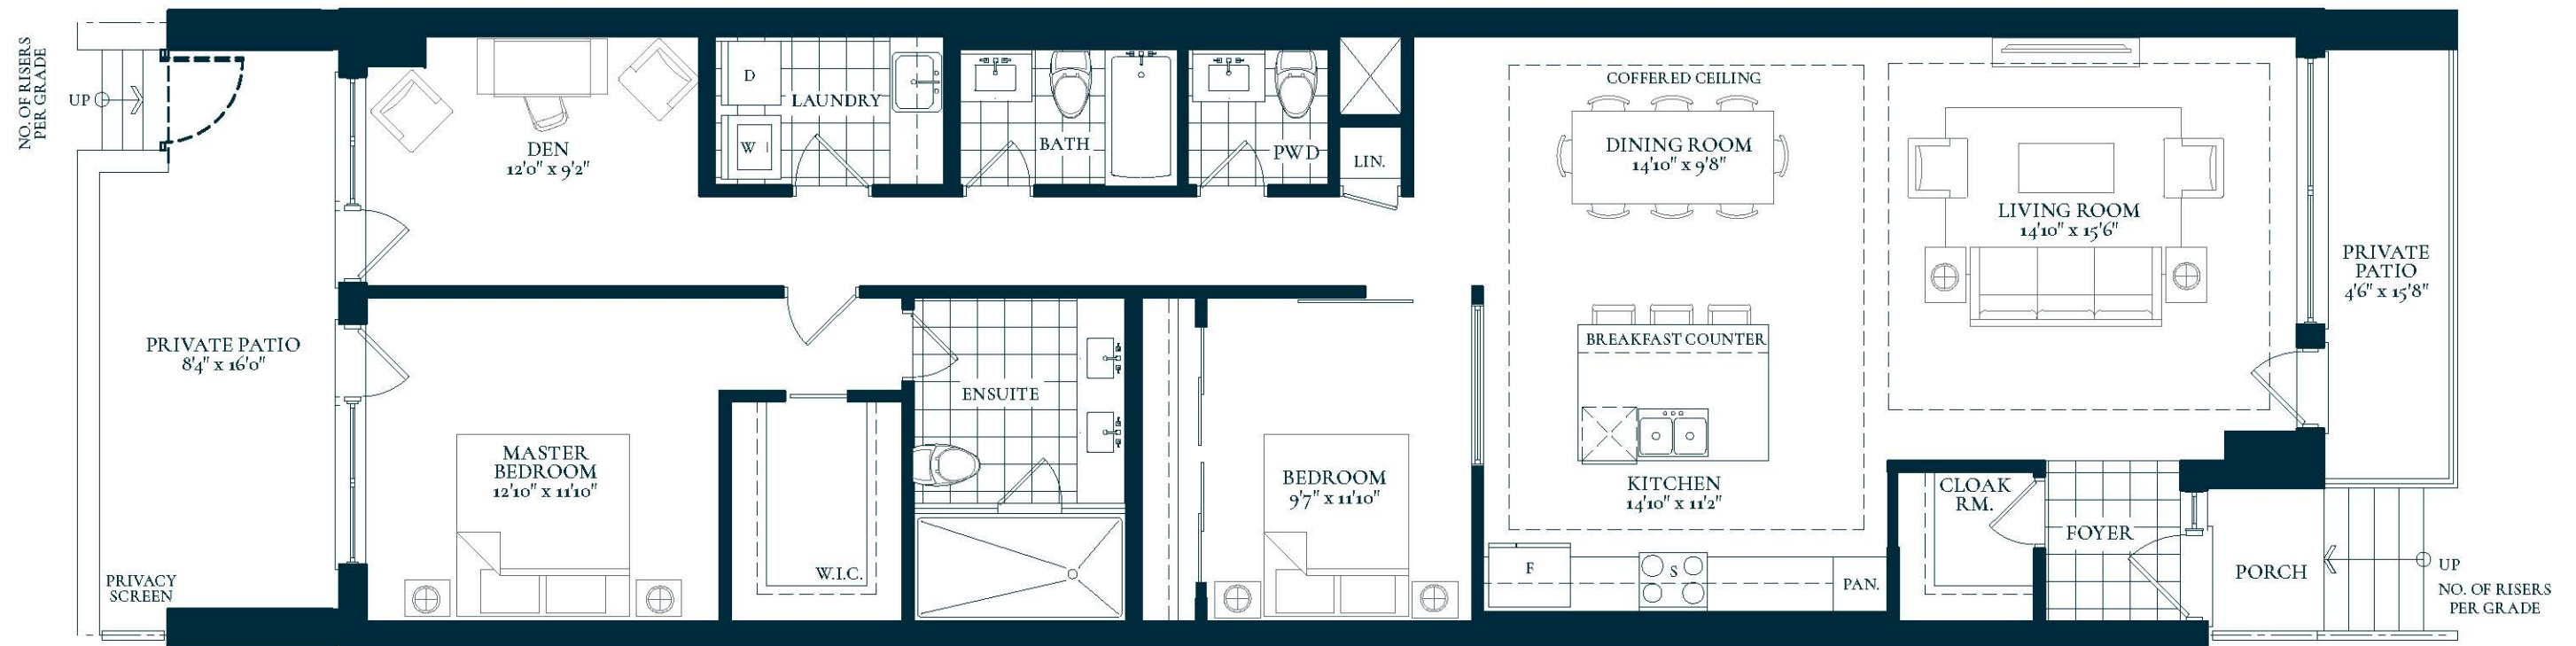 NO. OF RISERS
PER GRADE
UP
PRIVATE PATIO
8'4" x 16'0"
PRIVACY
SCREEN
DEN
12'0" x 9'2"
D
LAUNDRY
W
BATH
PWD
LIN.
MASTER
BEDROOM
12'10" x 11'10"
W.I.C.
ENSUITE
BEDROOM
9'7" x 11'10"
COFFERED CEILING
DINING ROOM
14'10" x 9'8"
BREAKFAST COUNTER
KITCHEN
14'10" x 11'2"
F
S
PAN.
LIVING ROOM
14'10" x 15'6"
PRIVATE
PATIO
4'6" x 15'8"
CLOAK
RM.
FOYER
PORCH
UP
NO. OF RISERS
PER GRADE